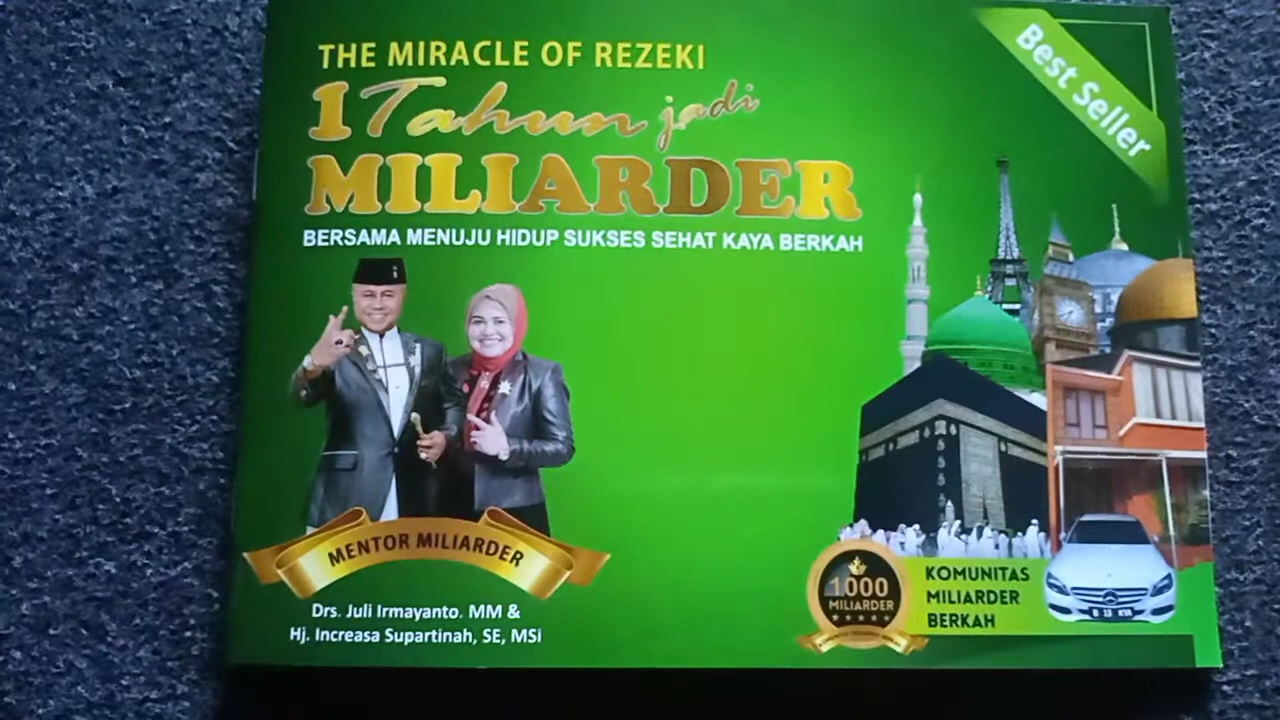 THE MIRACLE OF REZEKI
1 Tahun jadi
MILIARDER
BERSAMA MENUJU HIDUP SUKSES SEHAT KAYA BERKAH
Best Seller
MENTOR MILIARDER
Drs. Juli Irmayanto. MM &
Hj. Increasa Supartinah, SE, MSi
1000
MILIARDER
KOMUNITAS
MILIARDER
BERKAH